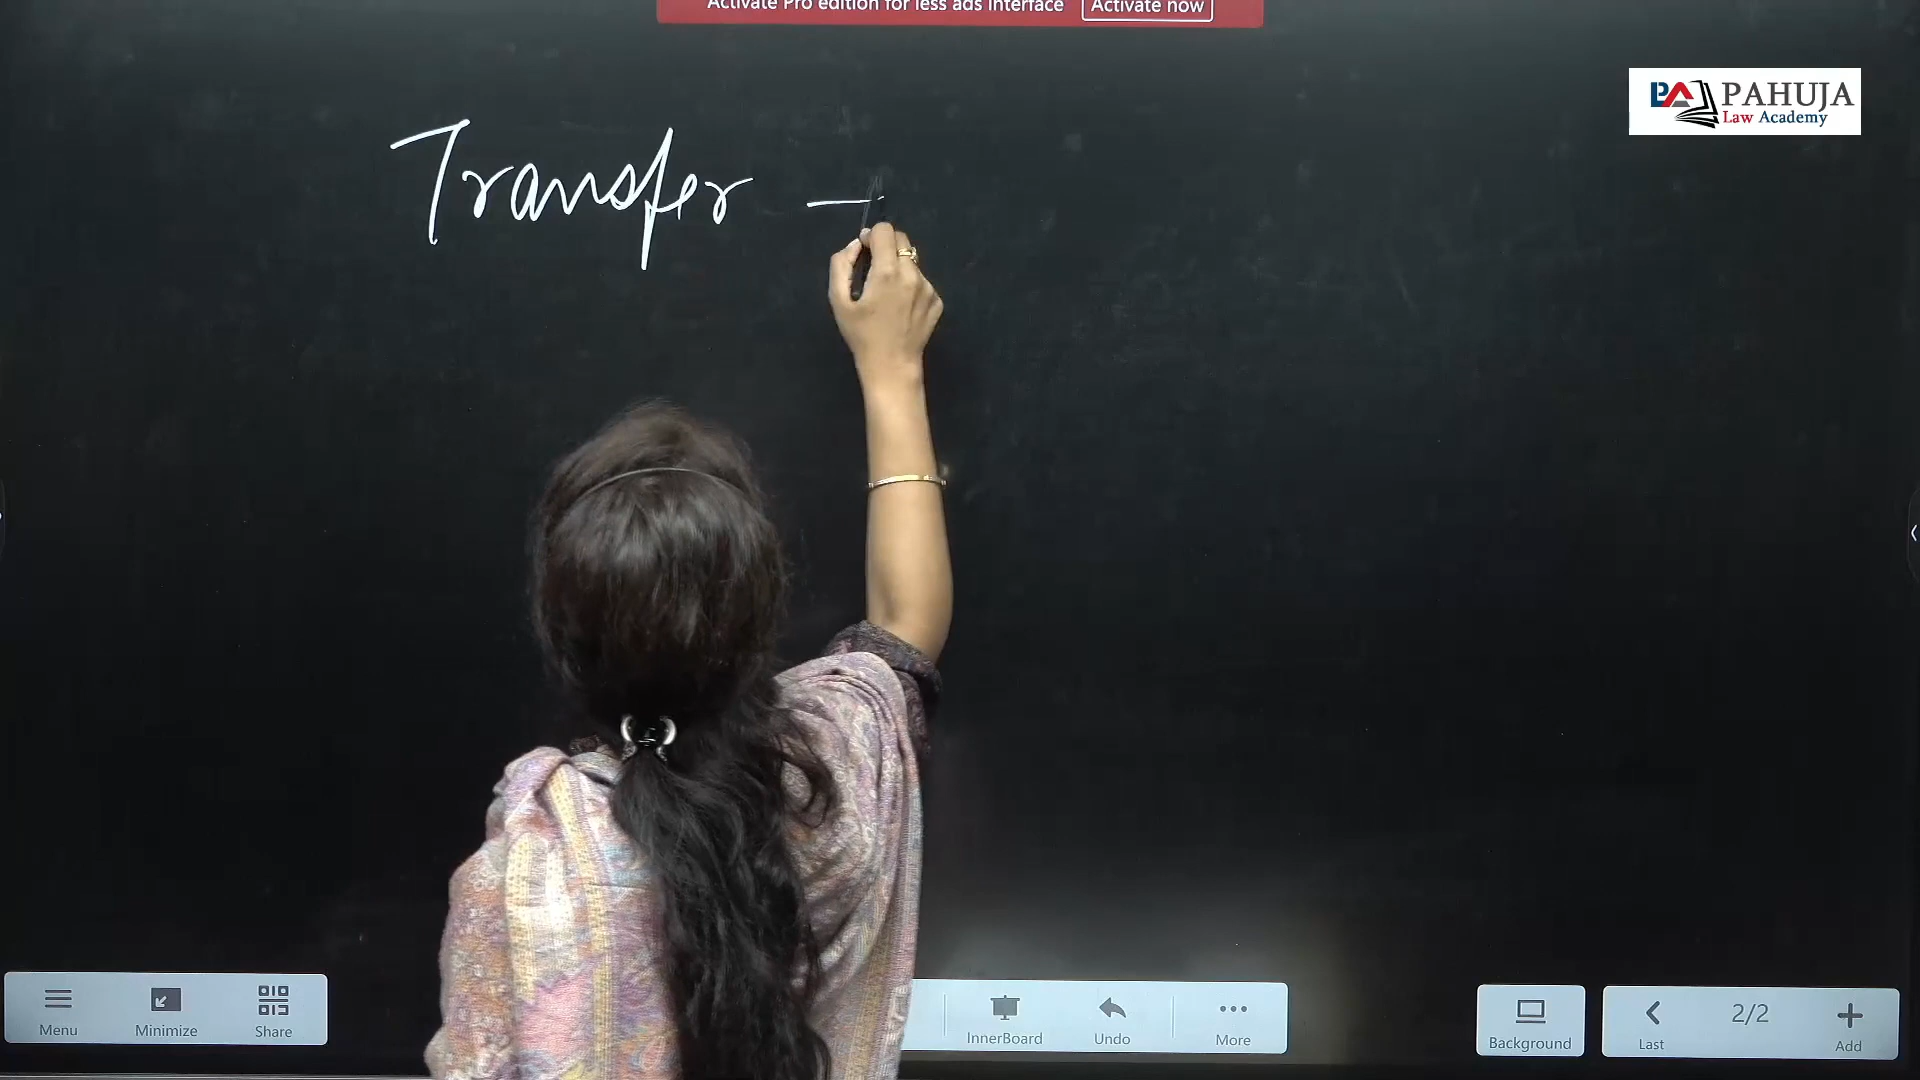 Activate Pro edition for less ads interface Activate now
PAHUJA
Law Academy
Transfer —
Menu Minimize Share InnerBoard Undo More Background Last 2/2 Add